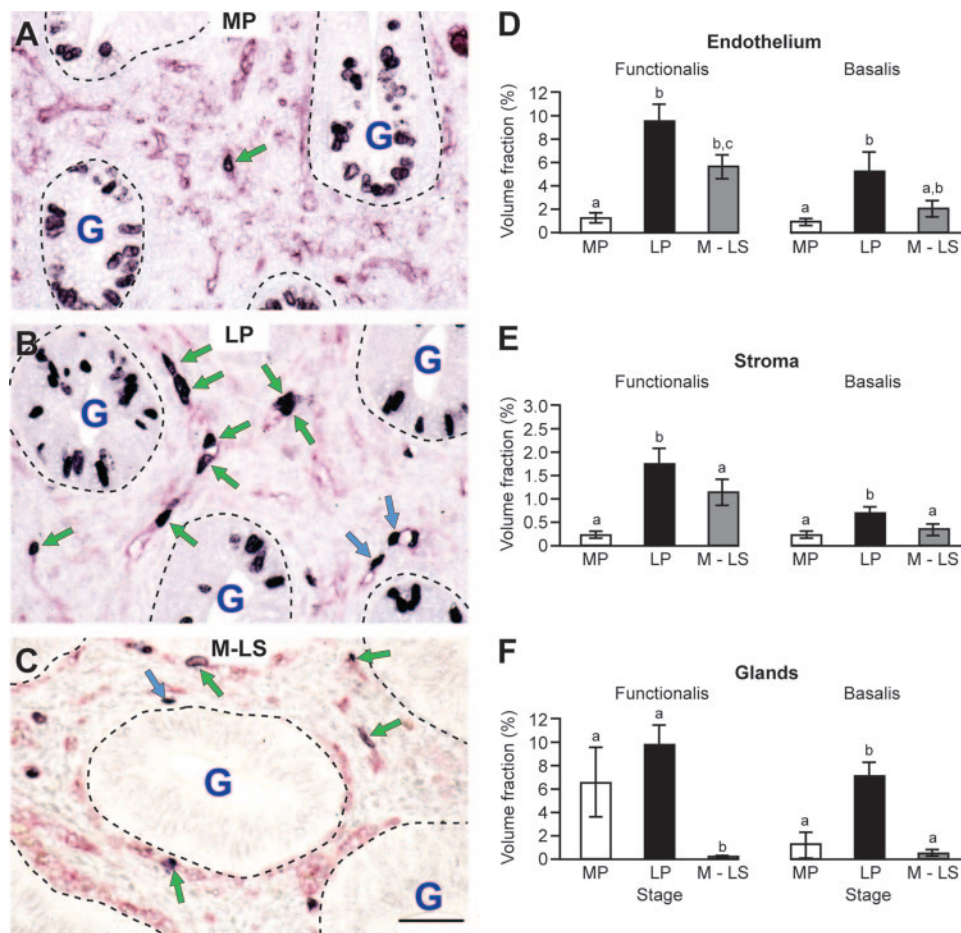 A
MP
G
G
B
LP
G
G
G
C
M-LS
G
G
D
Endothelium
Functionalis
Basalis
Volume fraction (%)
12
10
8
6
4
2
0
a
b
b,c
a
b
a,b
MP
LP
M - LS
MP
LP
M - LS
E
Stroma
Functionalis
Basalis
Volume fraction (%)
3.0
2.5
2.0
1.5
1.0
0.5
0
a
b
a
a
b
a
MP
LP
M - LS
MP
LP
M - LS
F
Glands
Functionalis
Basalis
Volume fraction (%)
12
10
8
6
4
2
0
a
a
b
a
b
a
MP
LP
M - LS
MP
LP
M - LS
Stage